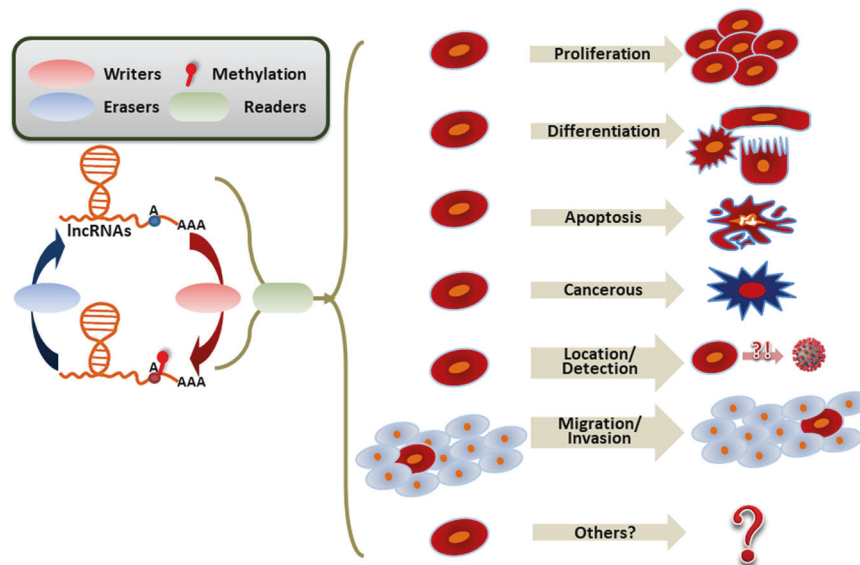 Writers
Methylation
Erasers
Readers
A
AAA
lncRNAs
A
AAA
Proliferation
Differentiation
Apoptosis
Cancerous
Location/
Detection
?!
Migration/
Invasion
Others?
?